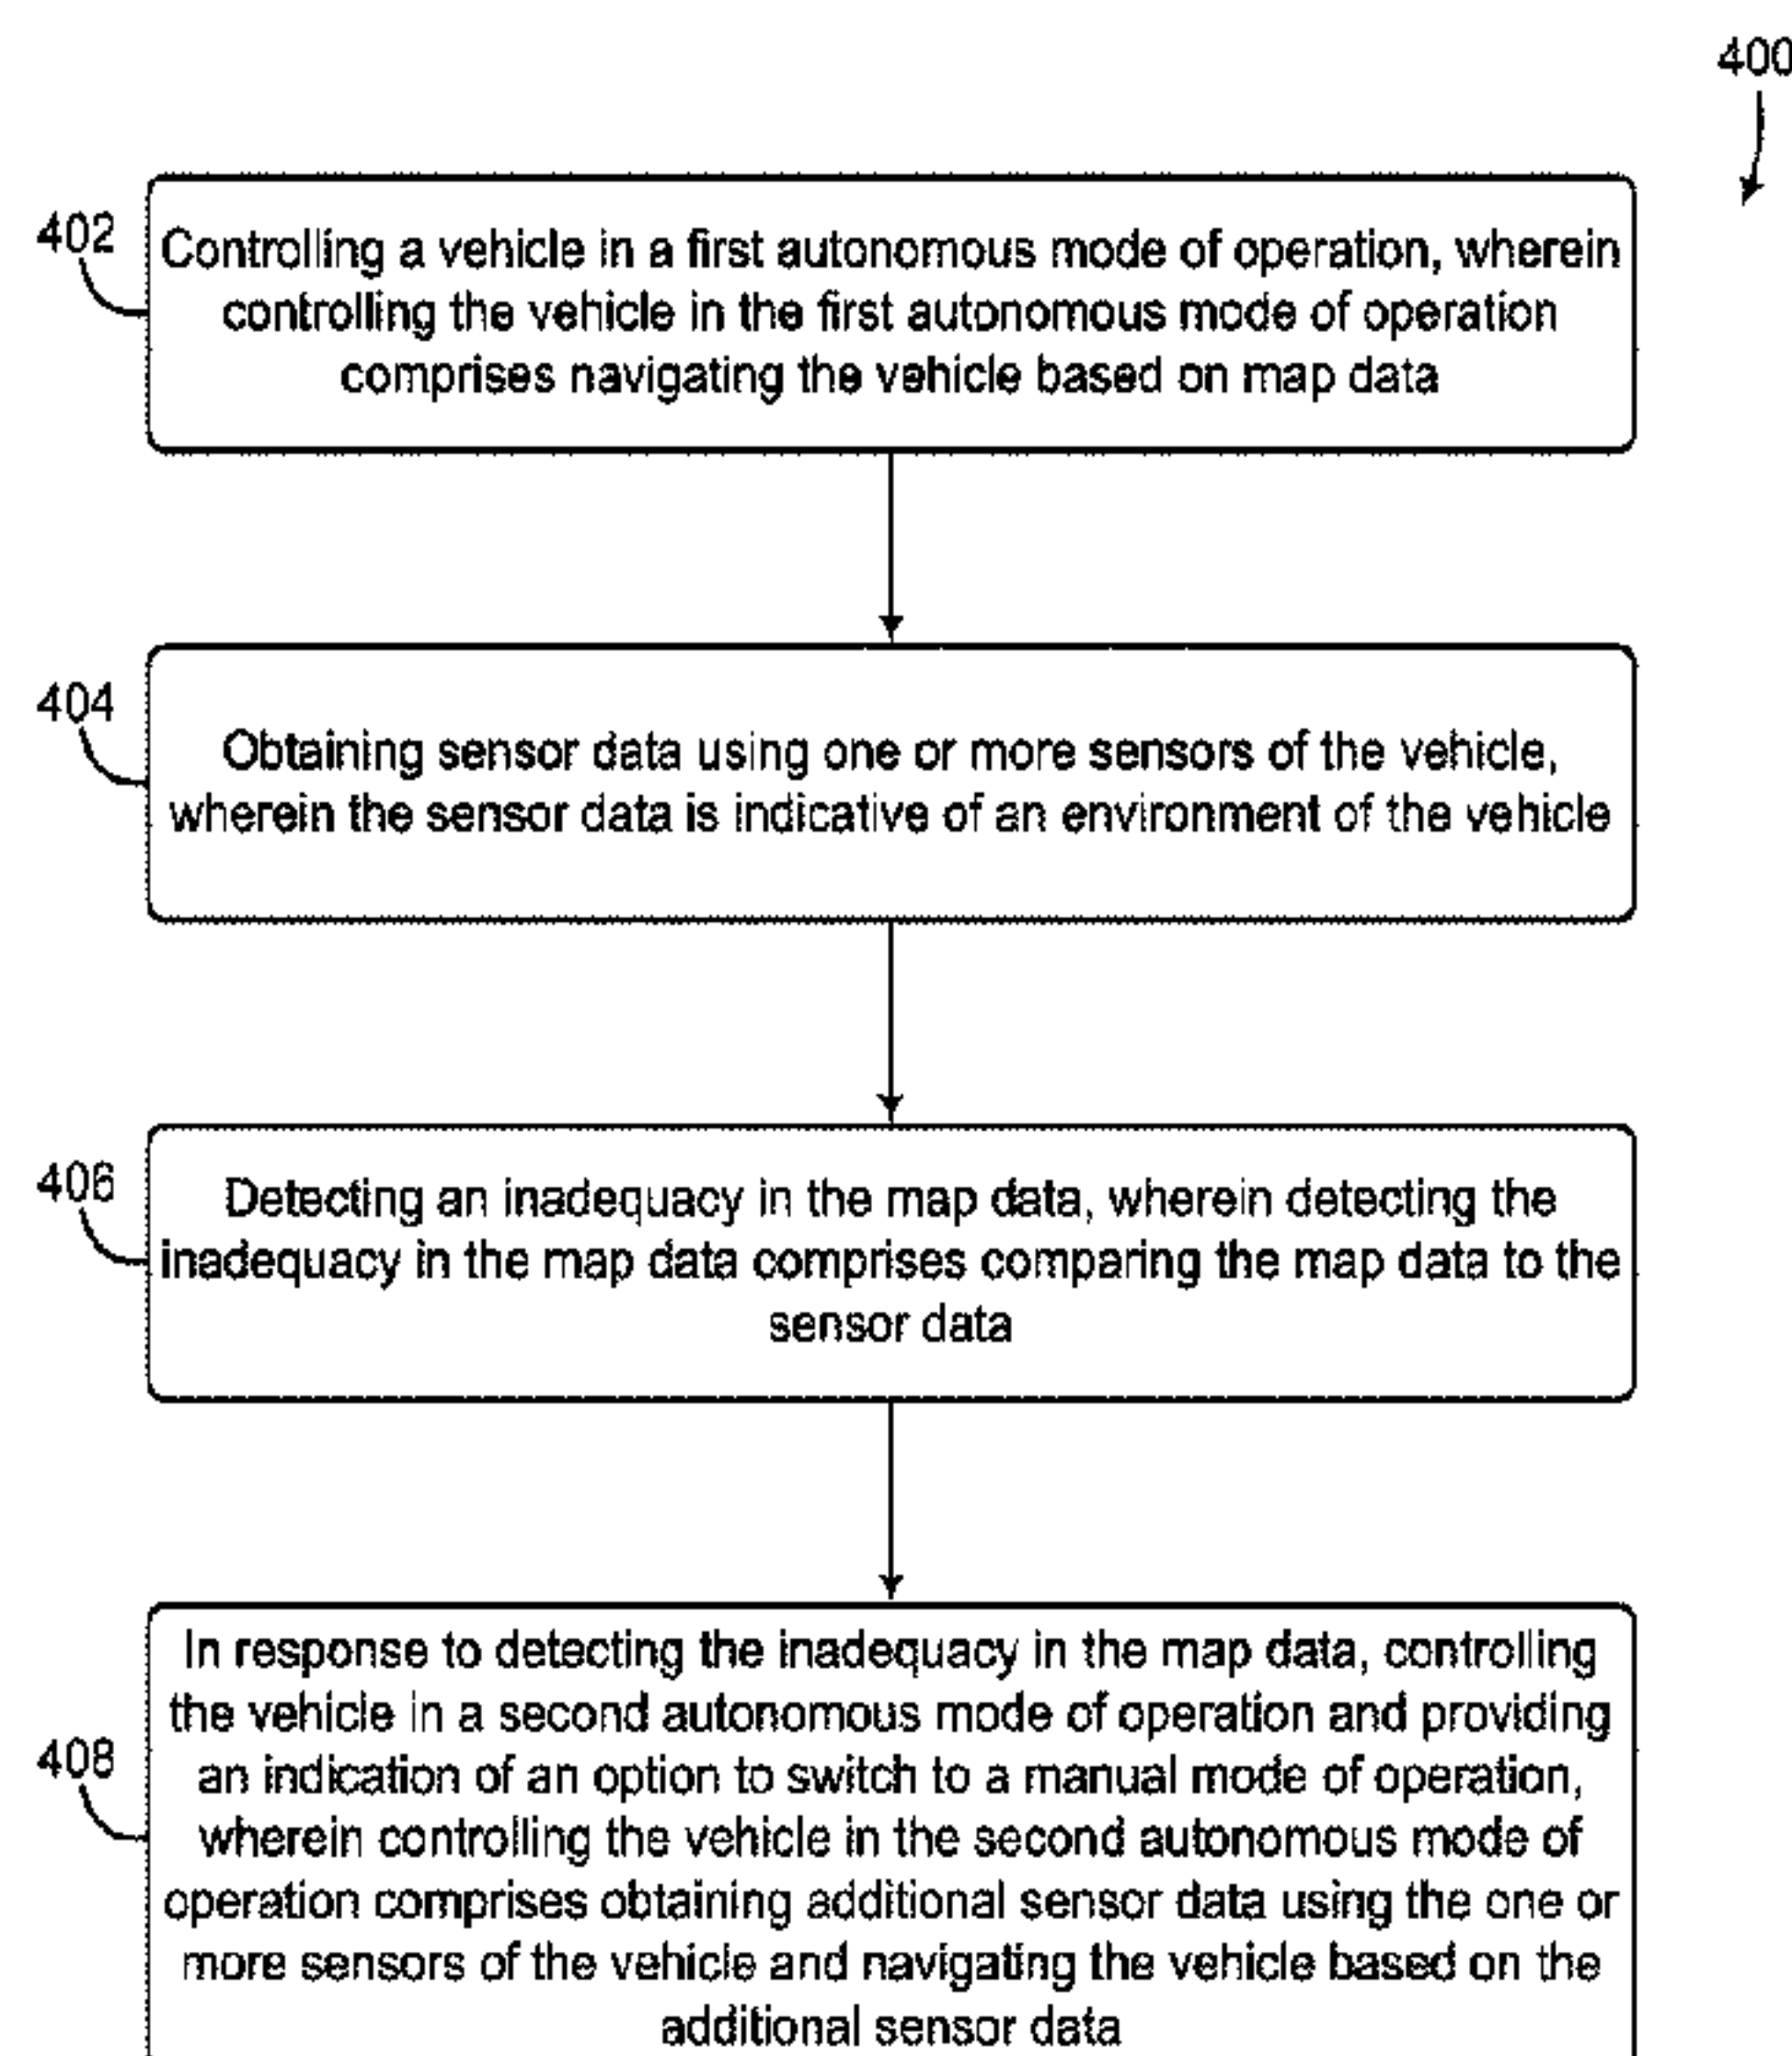 400
402
Controlling a vehicle in a first autonomous mode of operation, wherein
controlling the vehicle in the first autonomous mode of operation
comprises navigating the vehicle based on map data
404
Obtaining sensor data using one or more sensors of the vehicle,
wherein the sensor data is indicative of an environment of the vehicle
406
Detecting an inadequacy in the map data, wherein detecting the
inadequacy in the map data comprises comparing the map data to the
sensor data
408
In response to detecting the inadequacy in the map data, controlling
the vehicle in a second autonomous mode of operation and providing
an indication of an option to switch to a manual mode of operation,
wherein controlling the vehicle in the second autonomous mode of
operation comprises obtaining additional sensor data using the one or
more sensors of the vehicle and navigating the vehicle based on the
additional sensor data